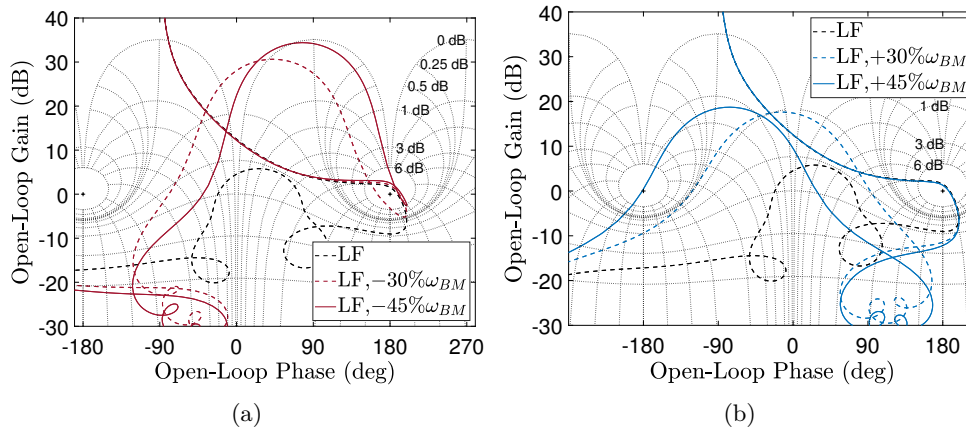 40
30
20
10
0
-10
-20
-30
Open-Loop Gain (dB)
0 dB
0.25 dB
0.5 dB
1 dB
3 dB
6 dB
LF
LF, −30%ω_BM
LF, −45%ω_BM
-180
-90
0
90
180
270
Open-Loop Phase (deg)
(a)
40
30
20
10
0
-10
-20
-30
Open-Loop Gain (dB)
LF
LF, +30%ω_BM
LF, +45%ω_BM
1 dB
3 dB
6 dB
-180
-90
0
90
180
Open-Loop Phase (deg)
(b)